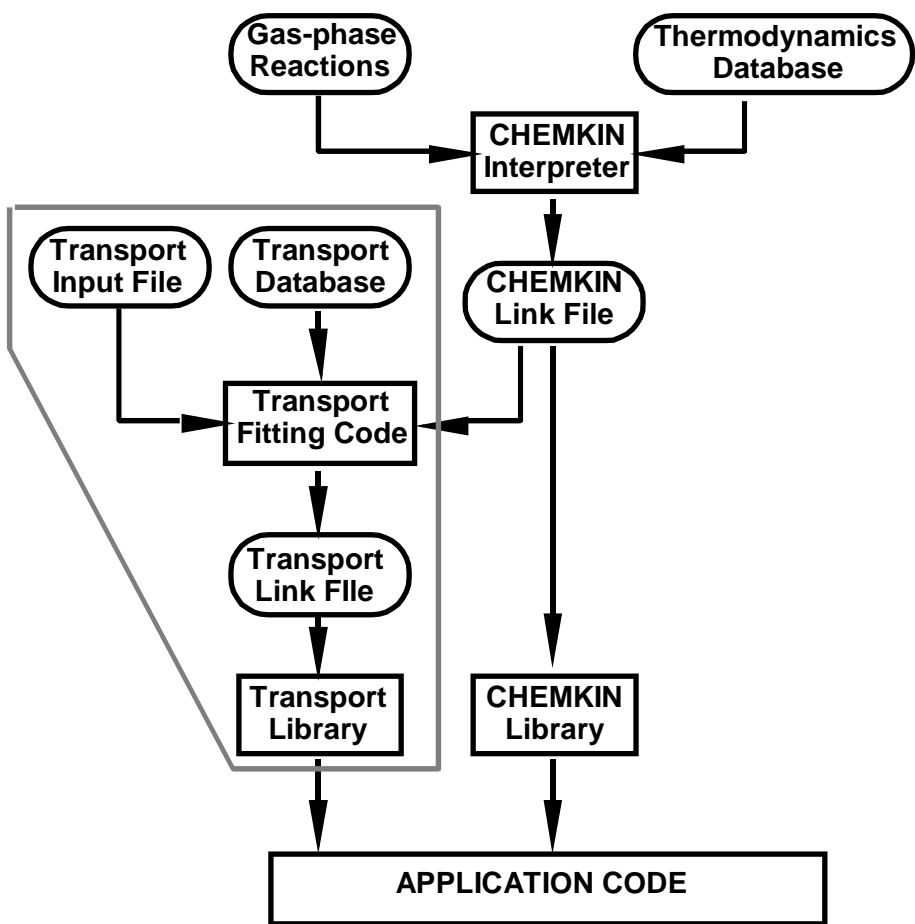 Gas-phase
Reactions
Thermodynamics
Database
CHEMKIN
Interpreter
Transport
Input File
Transport
Database
CHEMKIN
Link File
Transport
Fitting Code
Transport
Link FIle
Transport
Library
CHEMKIN
Library
APPLICATION CODE